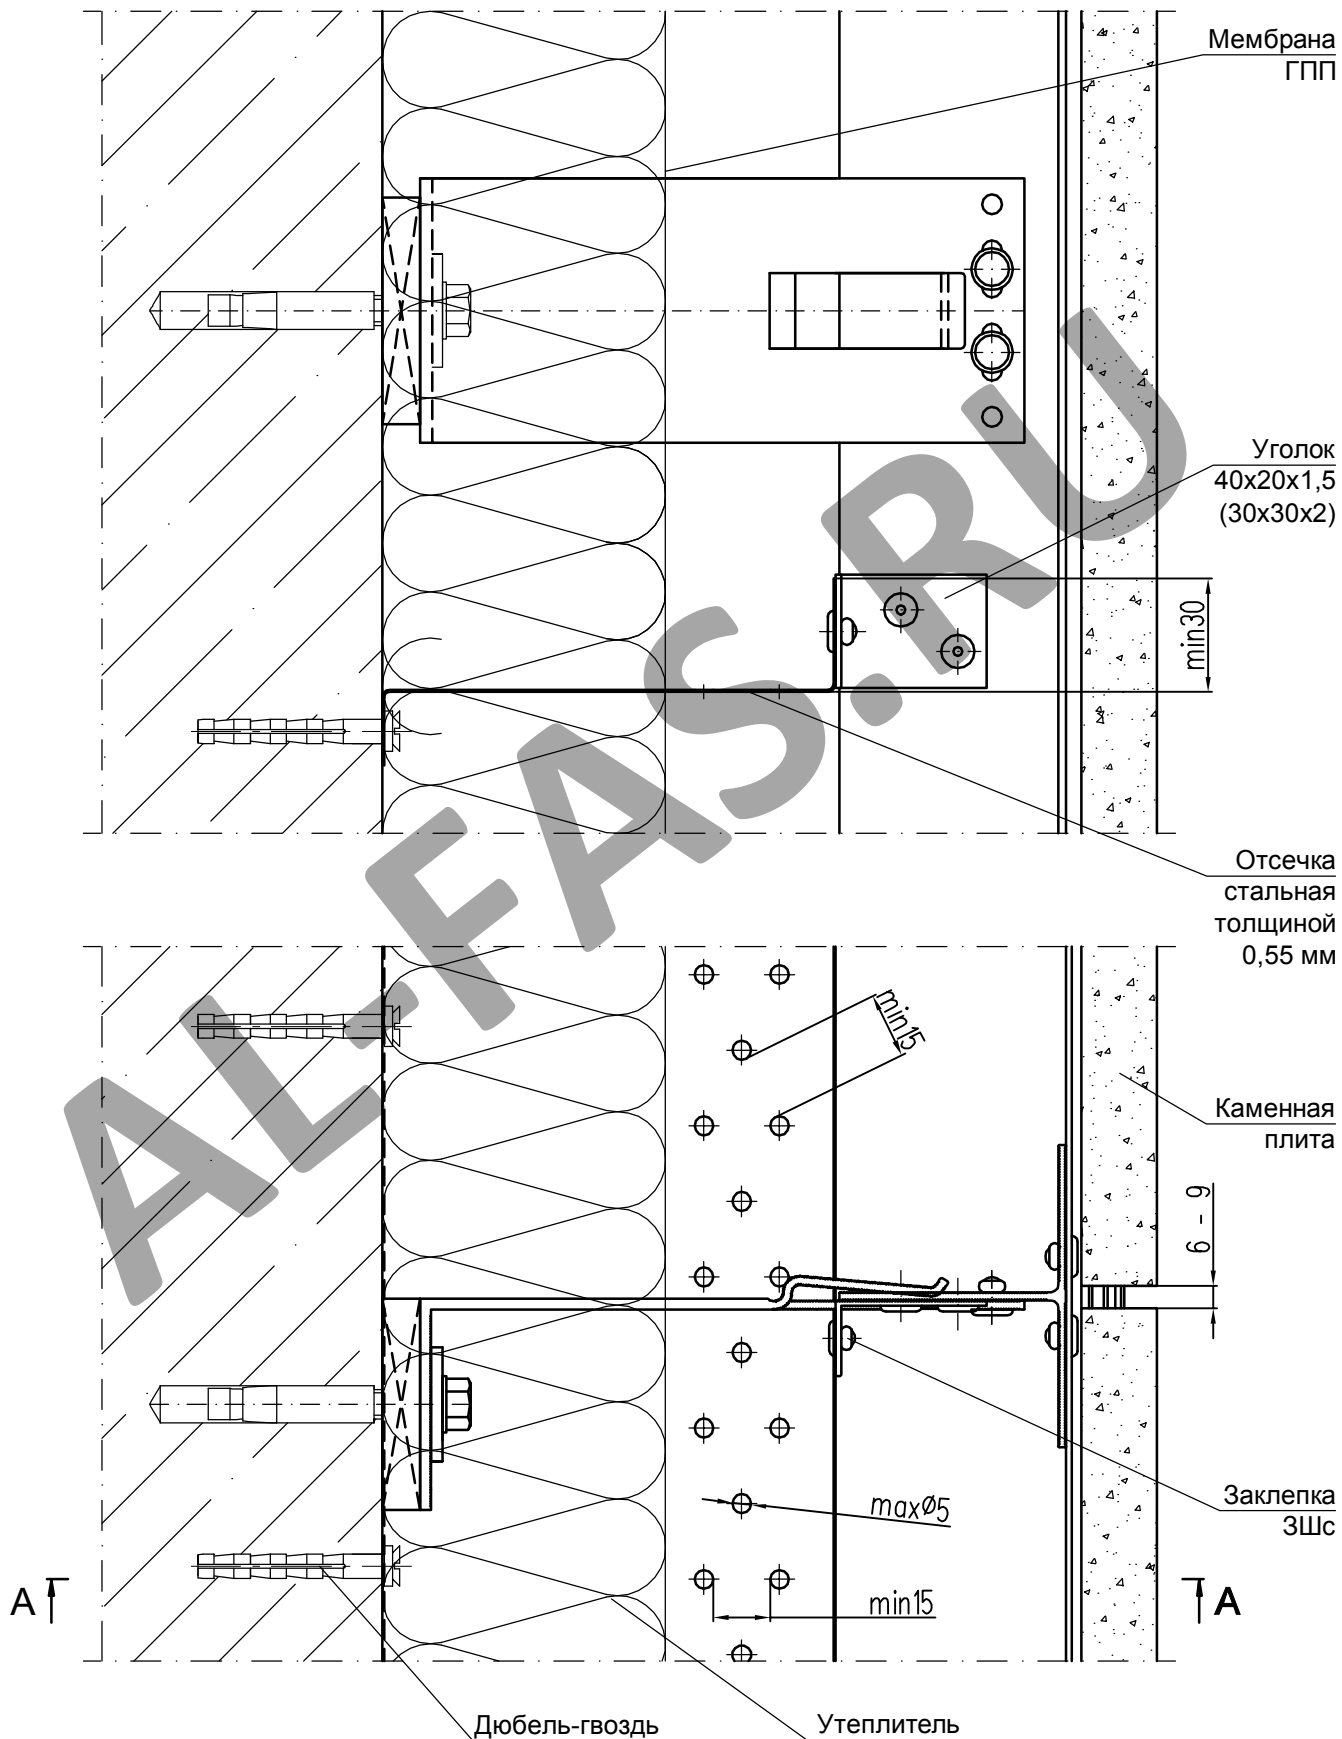 Мембрана
ГПП
Уголок
40х20х1,5
(30х30х2)
min30
Отсечка
стальная
толщиной
0,55 мм
min15
Каменная
плита
6 - 9
maxØ5
Заклепка
ЗШс
min15
А
А
Дюбель-гвоздь
Утеплитель
AL-FAS.RU